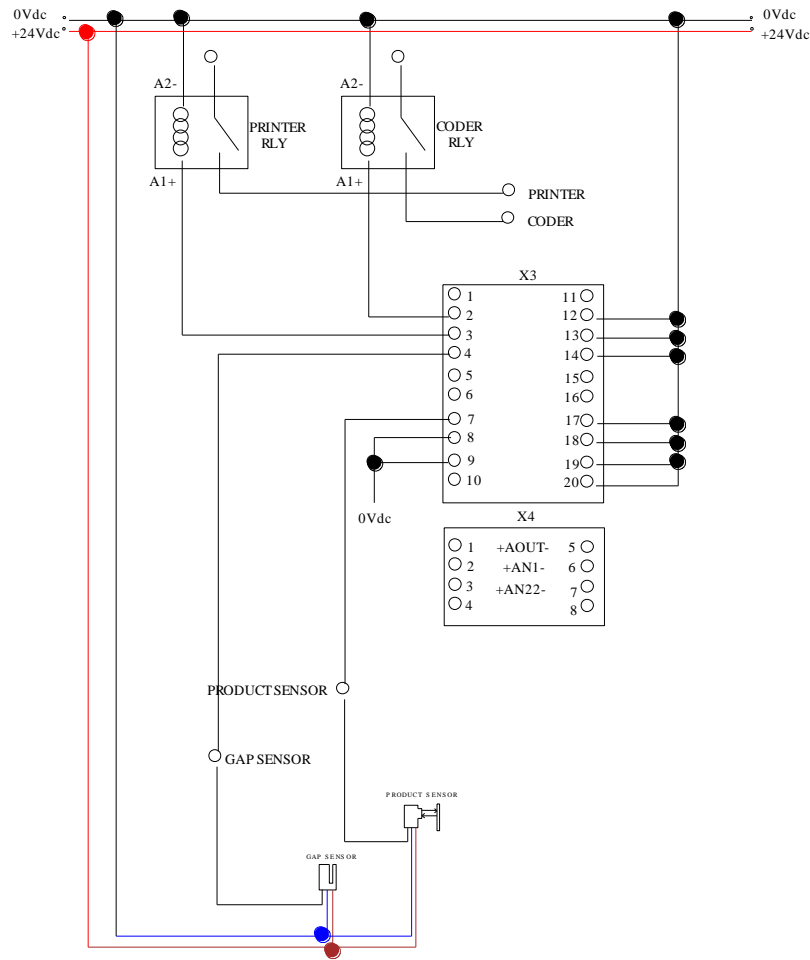 0Vdc 0Vdc
+24Vdc +24Vdc
A2- A2-
PRINTER
RLY
CODER
RLY
A1+ A1+
PRINTER
CODER
X3
1 11
2 12
3 13
4 14
5 15
6 16
7 17
8 18
9 19
10 20
0Vdc
X4
1 +AOUT- 5
2 +AN1- 6
3 +AN22- 7
4 8
PRODUCT SENSOR
GAP SENSOR
PRODUCT SENSOR
GAP SENSOR